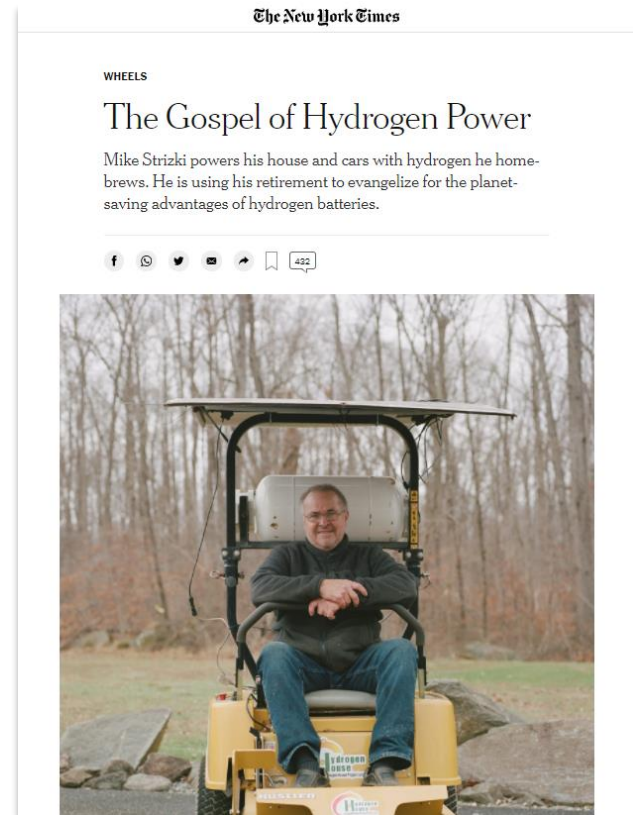 The New York Times
WHEELS
The Gospel of Hydrogen Power
Mike Strizki powers his house and cars with hydrogen he home-
brews. He is using his retirement to evangelize for the planet-
saving advantages of hydrogen batteries.
432
HUSTLER